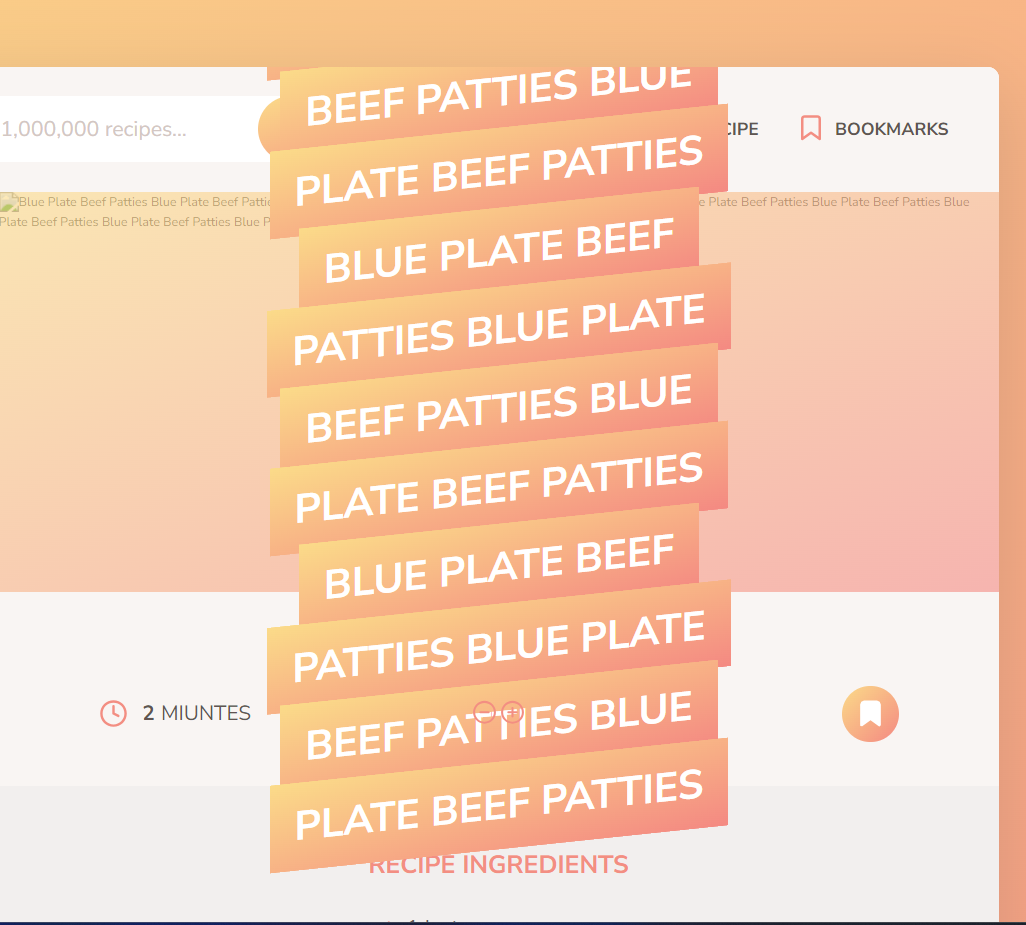 BEEF PATTIES BLUE
1,000,000 recipes...
BOOKMARKS
PLATE BEEF PATTIES
Blue Plate Beef Patties Blue Plate Beef
Plate Beef Patties Blue Plate Beef Patties Blue
Plate Beef Patties Blue Plate Beef Patties Blue
BLUE PLATE BEEF
PATTIES BLUE PLATE
BEEF PATTIES BLUE
PLATE BEEF PATTIES
BLUE PLATE BEEF
PATTIES BLUE PLATE
2 MIUNTES
BEEF PATTIES BLUE
PLATE BEEF PATTIES
RECIPE INGREDIENTS